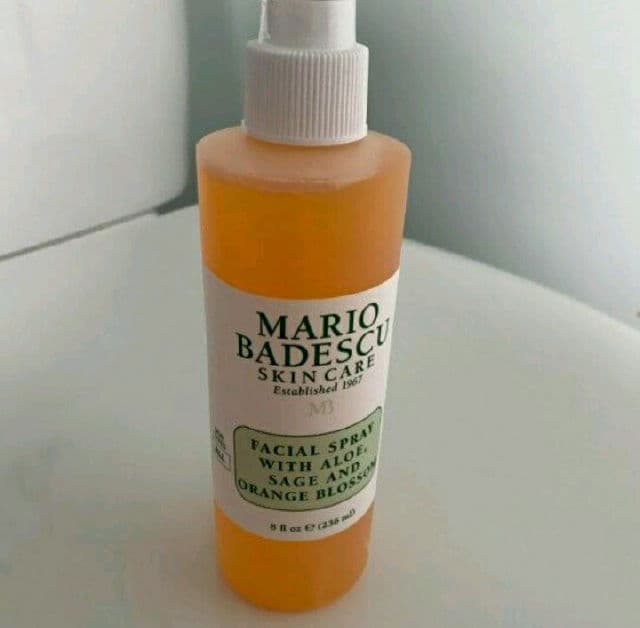 MARIO
BADESCU
SKIN CARE
Established 1967
MB
FACIAL SPRAY
WITH ALOE,
SAGE AND
ORANGE BLOSSOM
8 fl oz e (236 ml)